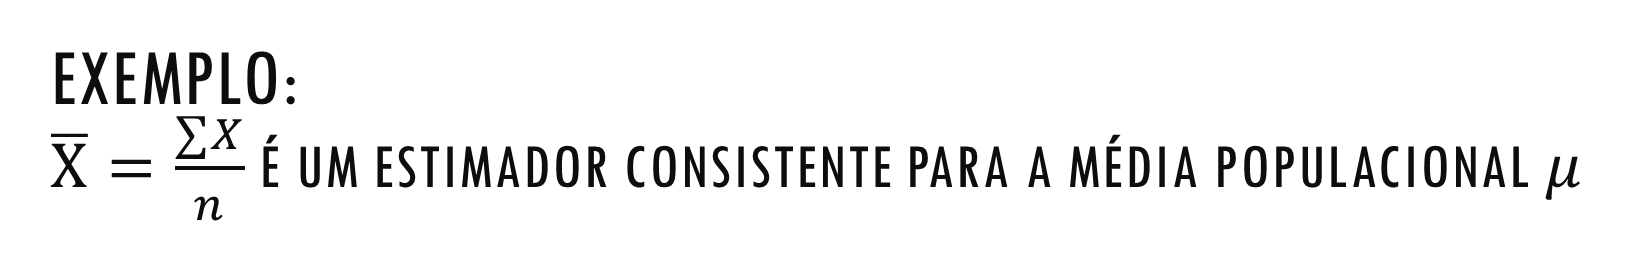 EXEMPLO:
X̅ = ∑X/n É UM ESTIMADOR CONSISTENTE PARA A MÉDIA POPULACIONAL μ